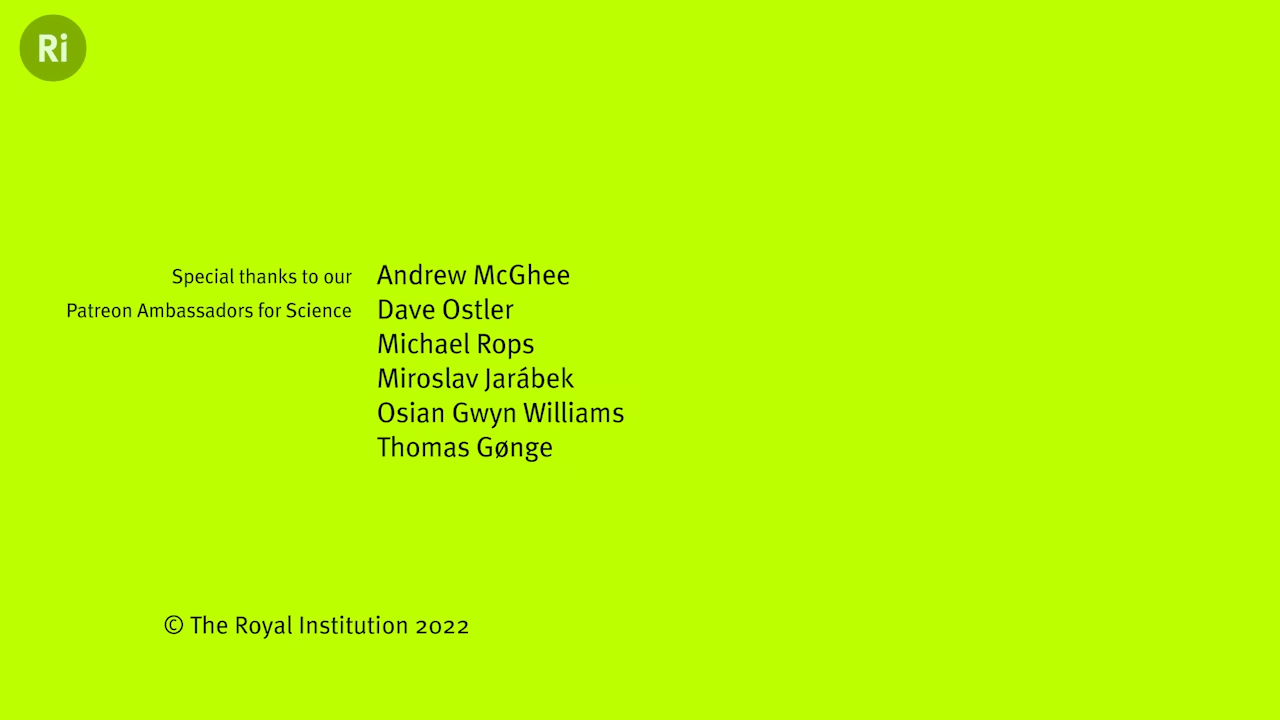 Ri
Special thanks to our
Patreon Ambassadors for Science
Andrew McGhee
Dave Ostler
Michael Rops
Miroslav Jarábek
Osian Gwyn Williams
Thomas Gønge
© The Royal Institution 2022